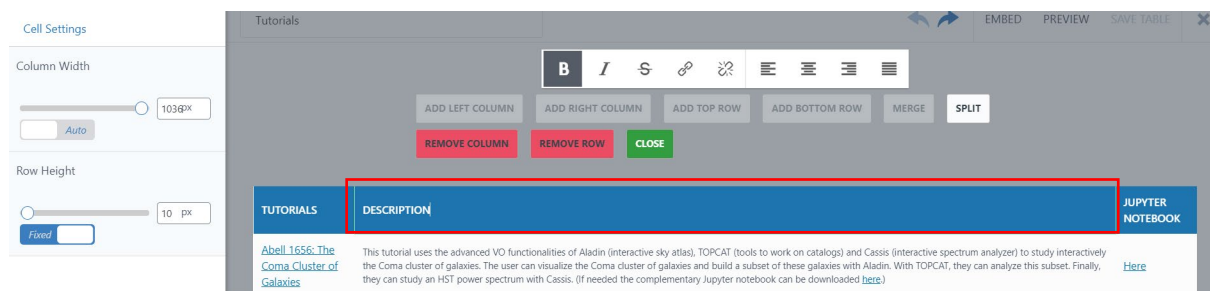 Cell Settings
Tutorials
EMBED PREVIEW SAVE TABLE
Column Width
B I S
1036px
Auto
ADD LEFT COLUMN ADD RIGHT COLUMN ADD TOP ROW ADD BOTTOM ROW MERGE SPLIT
REMOVE COLUMN REMOVE ROW CLOSE
Row Height
10 px
Fixed
TUTORIALS DESCRIPTION JUPYTER
NOTEBOOK
Abell 1656: The
Coma Cluster of
Galaxies
This tutorial uses the advanced VO functionalities of Aladin (interactive sky atlas), TOPCAT (tools to work on catalogs) and Cassis (interactive spectrum analyzer) to study interactively
the Coma cluster of galaxies. The user can visualize the Coma cluster of galaxies and build a subset of these galaxies with Aladin. With TOPCAT, they can analyze this subset. Finally,
they can study an HST power spectrum with Cassis. (If needed the complementary Jupyter notebook can be downloaded here.)
Here